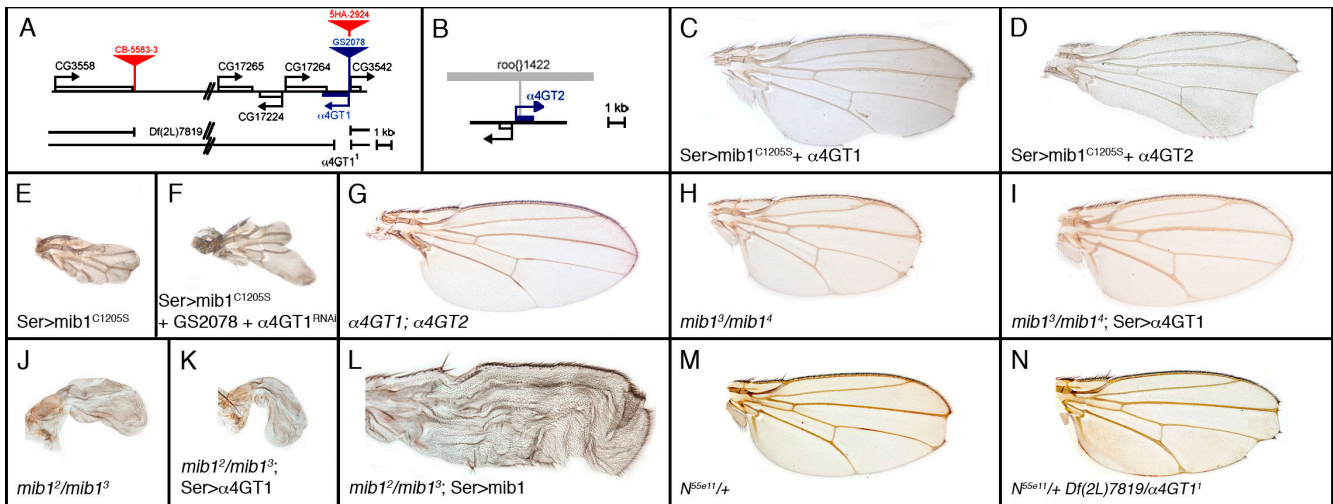 A
5HA-2924
CB-5583-3
GS2078
CG3558
CG17265
CG17264
CG3542
CG17224
α4GT1
Df(2L)7819
1 kb
α4GT1¹
B
roo{}1422
α4GT2
1 kb
C
Ser>mib1ᶜ¹²⁰⁵ˢ+ α4GT1
D
Ser>mib1ᶜ¹²⁰⁵ˢ+ α4GT2
E
Ser>mib1ᶜ¹²⁰⁵ˢ
F
Ser>mib1ᶜ¹²⁰⁵ˢ
+ GS2078 + α4GT1ᴿᴺᴬⁱ
G
α4GT1; α4GT2
H
mib1³/mib1⁴
I
mib1³/mib1⁴; Ser>α4GT1
J
mib1²/mib1³
K
mib1²/mib1³;
Ser>α4GT1
L
mib1²/mib1³; Ser>mib1
M
N⁵⁵ᵉ¹¹/+
N
N⁵⁵ᵉ¹¹/+ Df(2L)7819/α4GT1¹